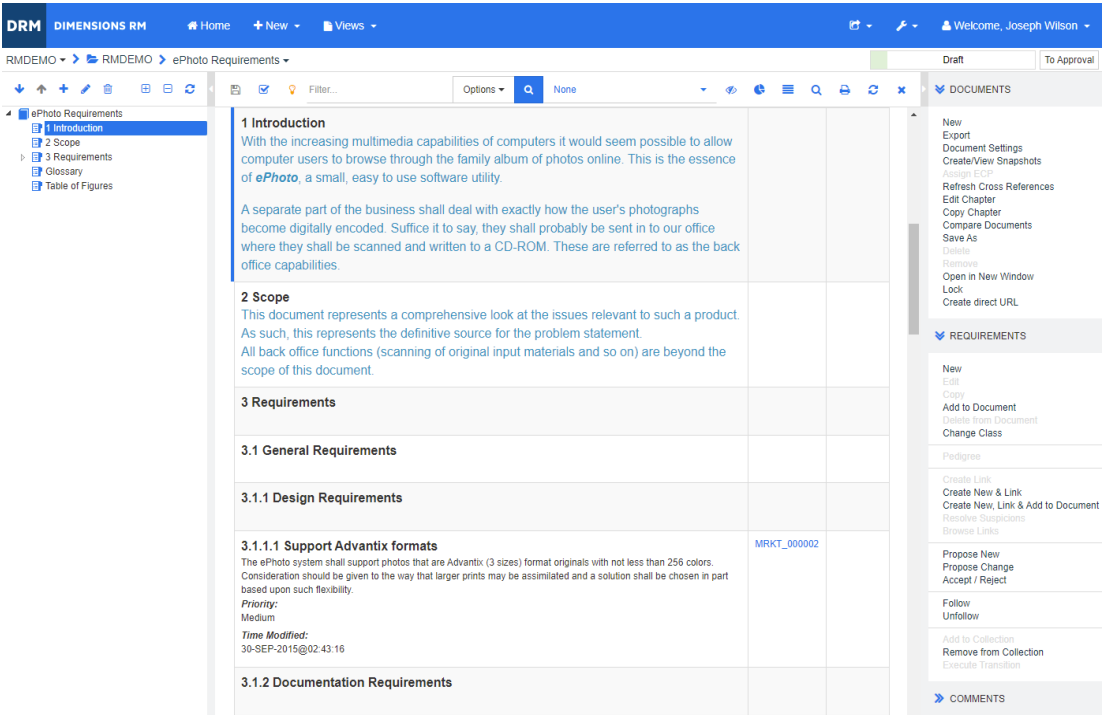 DRM DIMENSIONS RM Home New Views Welcome, Joseph Wilson
RMDEMO RMDEMO ePhoto Requirements Draft To Approval
Filter... Options None
ePhoto Requirements
1 Introduction
2 Scope
3 Requirements
Glossary
Table of Figures
1 Introduction
With the increasing multimedia capabilities of computers it would seem possible to allow
computer users to browse through the family album of photos online. This is the essence
of ePhoto, a small, easy to use software utility.
A separate part of the business shall deal with exactly how the user's photographs
become digitally encoded. Suffice it to say, they shall probably be sent in to our office
where they shall be scanned and written to a CD-ROM. These are referred to as the back
office capabilities.
2 Scope
This document represents a comprehensive look at the issues relevant to such a product.
As such, this represents the definitive source for the problem statement.
All back office functions (scanning of original input materials and so on) are beyond the
scope of this document.
3 Requirements
3.1 General Requirements
3.1.1 Design Requirements
3.1.1.1 Support Advantix formats MRKT_000002
The ePhoto system shall support photos that are Advantix (3 sizes) format originals with not less than 256 colors.
Consideration should be given to the way that larger prints may be assimilated and a solution shall be chosen in part
based upon such flexibility.
Priority:
Medium
Time Modified:
30-SEP-2015@02:43:16
3.1.2 Documentation Requirements
DOCUMENTS
New
Export
Document Settings
Create/View Snapshots
Assign ECP
Refresh Cross References
Edit Chapter
Copy Chapter
Compare Documents
Save As
Delete
Remove
Open in New Window
Lock
Create direct URL
REQUIREMENTS
New
Edit
Copy
Add to Document
Delete from Document
Change Class
Pedigree
Create Link
Create New & Link
Create New, Link & Add to Document
Resolve Suspicions
Browse Links
Propose New
Propose Change
Accept / Reject
Follow
Unfollow
Add to Collection
Remove from Collection
Execute Transition
COMMENTS